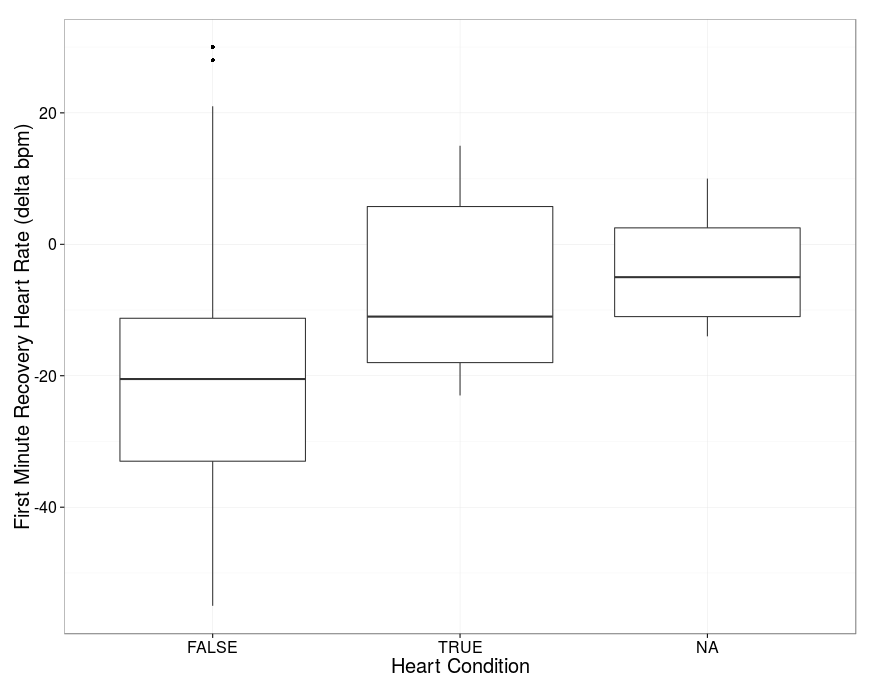 First Minute Recovery Heart Rate (delta bpm)
20
0
-20
-40
FALSE
TRUE
NA
Heart Condition